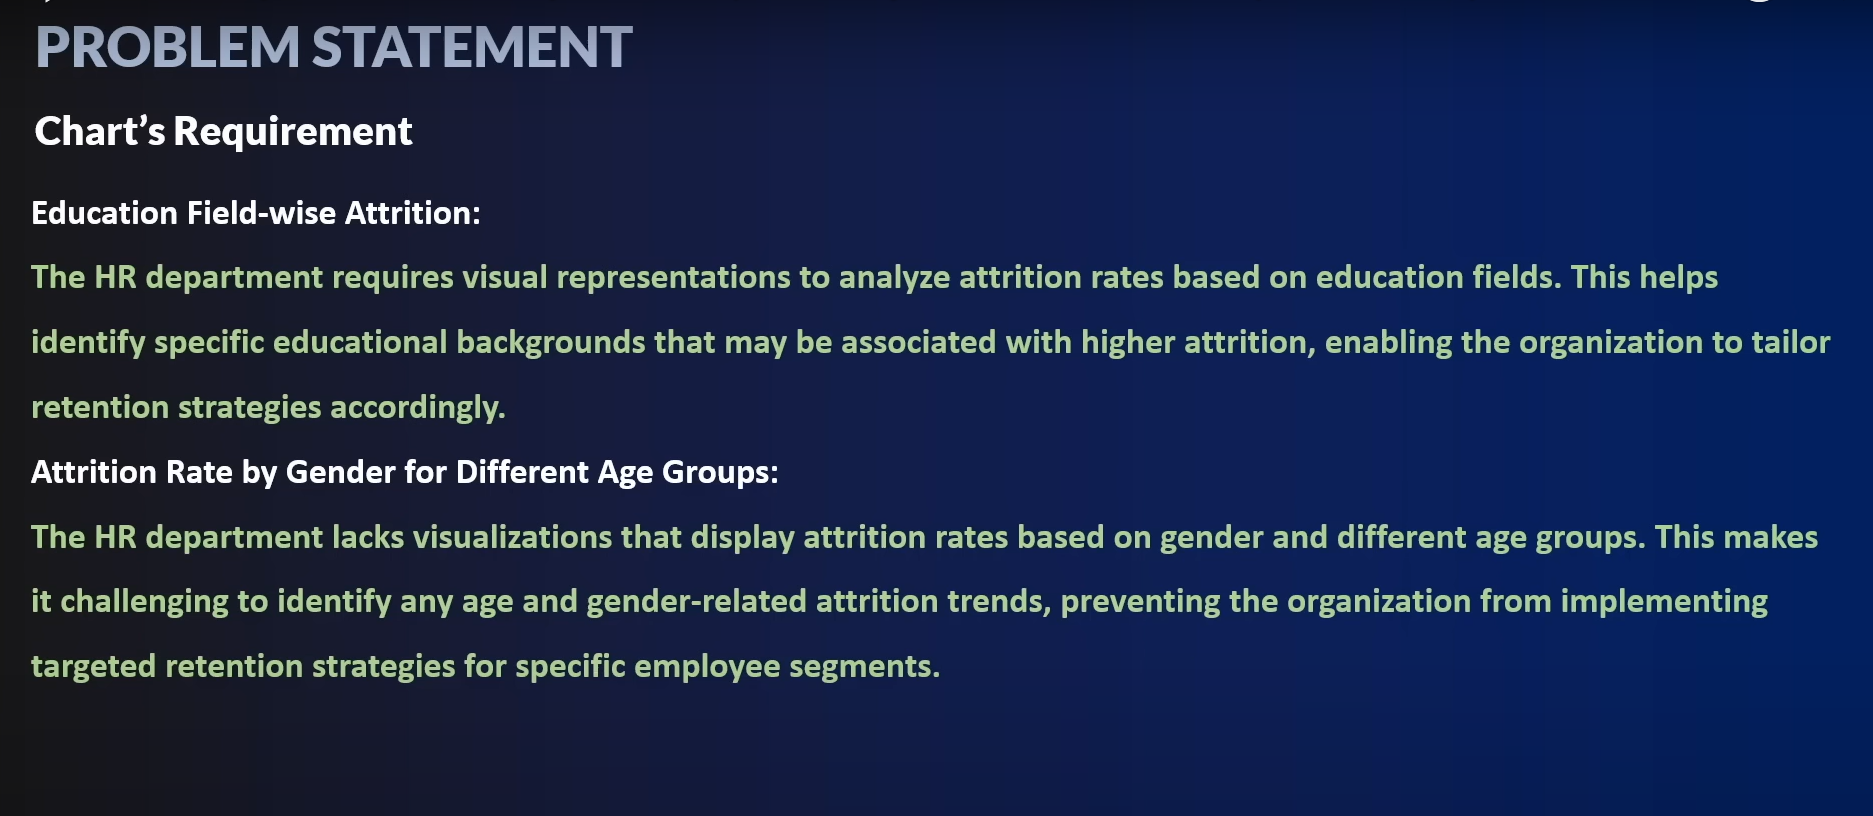 PROBLEM STATEMENT
Chart's Requirement
Education Field-wise Attrition:
The HR department requires visual representations to analyze attrition rates based on education fields. This helps
identify specific educational backgrounds that may be associated with higher attrition, enabling the organization to tailor
retention strategies accordingly.
Attrition Rate by Gender for Different Age Groups:
The HR department lacks visualizations that display attrition rates based on gender and different age groups. This makes
it challenging to identify any age and gender-related attrition trends, preventing the organization from implementing
targeted retention strategies for specific employee segments.